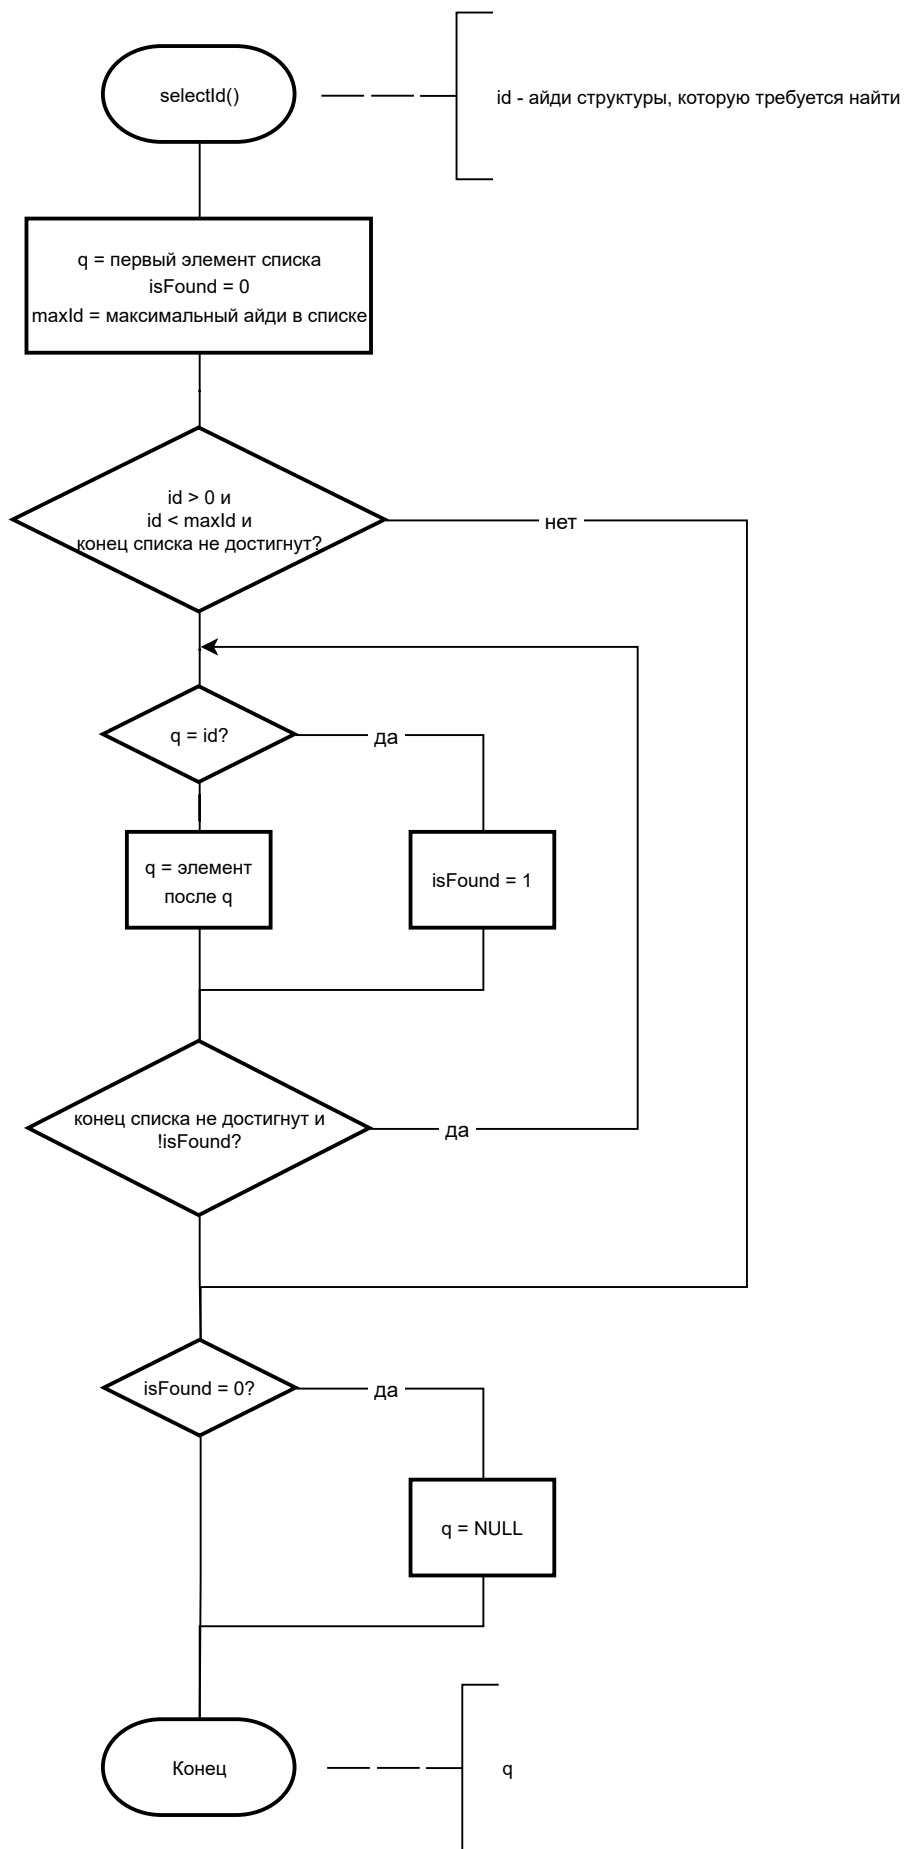 selectId()
id - айди структуры, которую требуется найти
q = первый элемент списка
isFound = 0
maxId = максимальный айди в списке
id > 0 и
id < maxId и
конец списка не достигнут?
нет
q = id?
да
q = элемент
после q
isFound = 1
конец списка не достигнут и
!isFound?
да
isFound = 0?
да
q = NULL
Конец
q